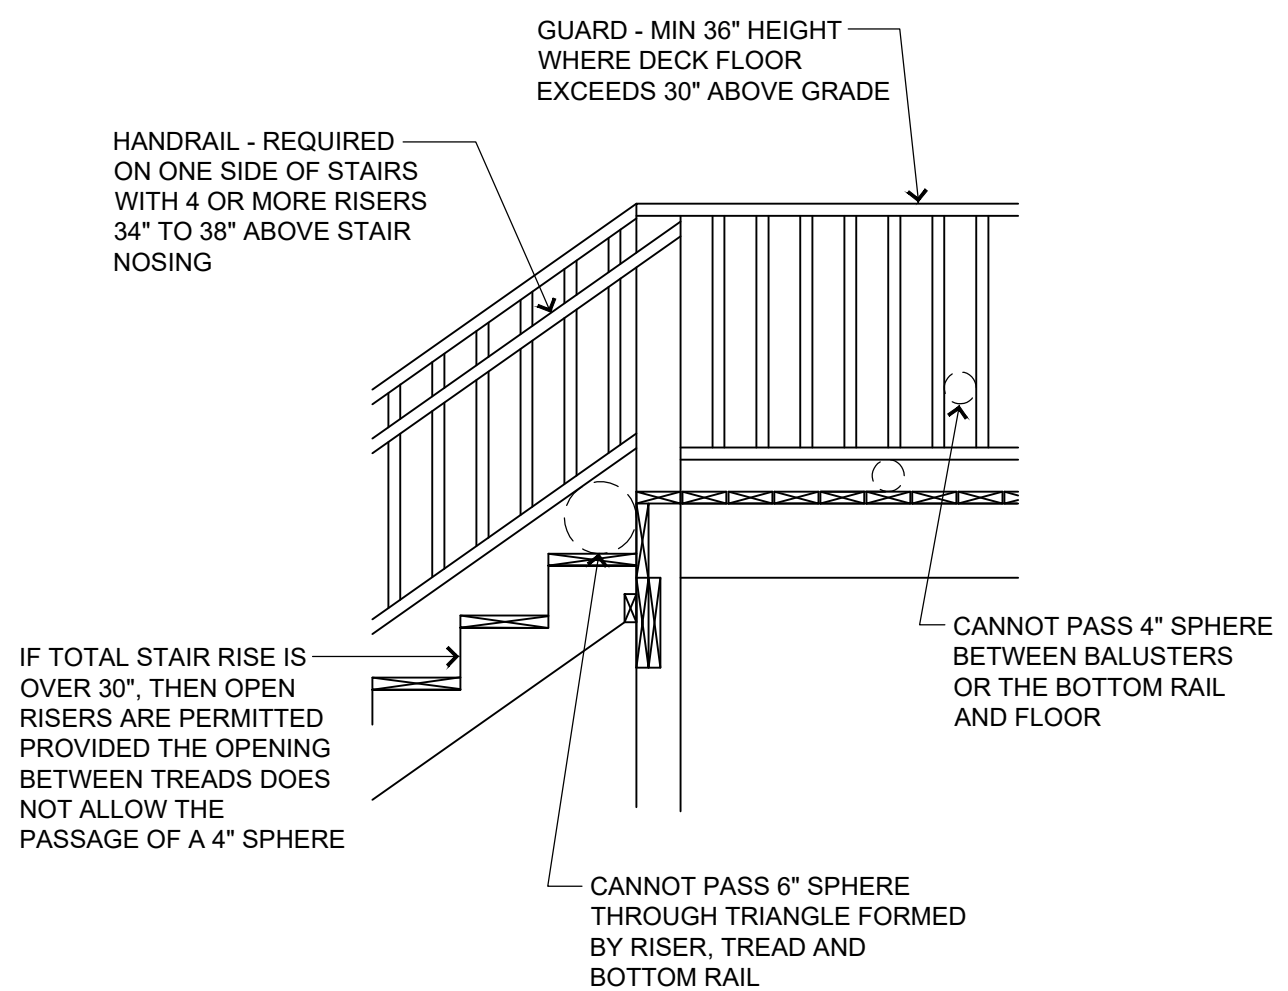 GUARD - MIN 36" HEIGHT
WHERE DECK FLOOR
EXCEEDS 30" ABOVE GRADE
HANDRAIL - REQUIRED
ON ONE SIDE OF STAIRS
WITH 4 OR MORE RISERS
34" TO 38" ABOVE STAIR
NOSING
IF TOTAL STAIR RISE IS
OVER 30", THEN OPEN
RISERS ARE PERMITTED
PROVIDED THE OPENING
BETWEEN TREADS DOES
NOT ALLOW THE
PASSAGE OF A 4" SPHERE
CANNOT PASS 4" SPHERE
BETWEEN BALUSTERS
OR THE BOTTOM RAIL
AND FLOOR
CANNOT PASS 6" SPHERE
THROUGH TRIANGLE FORMED
BY RISER, TREAD AND
BOTTOM RAIL